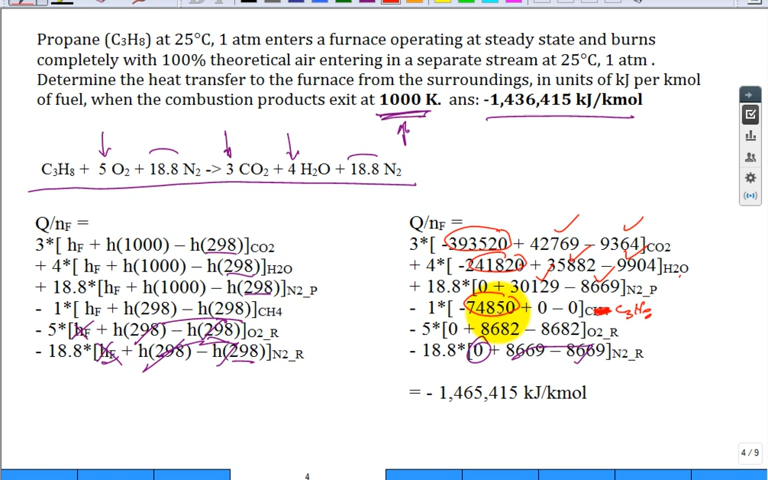 Propane (C3H8) at 25°C, 1 atm enters a furnace operating at steady state and burns
completely with 100% theoretical air entering in a separate stream at 25°C, 1 atm .
Determine the heat transfer to the furnace from the surroundings, in units of kJ per kmol
of fuel, when the combustion products exit at 1000 K. ans: -1,436,415 kJ/kmol
C3H8 + 5 O2 + 18.8 N2 -> 3 CO2 + 4 H2O + 18.8 N2
Q/nF =
3*[ hF + h(1000) – h(298)]CO2
+ 4*[ hF + h(1000) – h(298)]H2O
+ 18.8*[hF + h(1000) – h(298)]N2_P
- 1*[ hF + h(298) – h(298)]CH4
- 5*[hF + h(298) – h(298)]O2_R
- 18.8*[hF + h(298) – h(298)]N2_R
Q/nF =
3*[ -393520 + 42769 – 9364]CO2
+ 4*[ -241820 + 35882 – 9904]H2O
+ 18.8*[0 + 30129 – 8669]N2_P
- 1*[ -74850 + 0 – 0] C3H8
- 5*[0 + 8682 – 8682]O2_R
- 18.8*[0 + 8669 – 8669]N2_R
= - 1,465,415 kJ/kmol
4
4 / 9